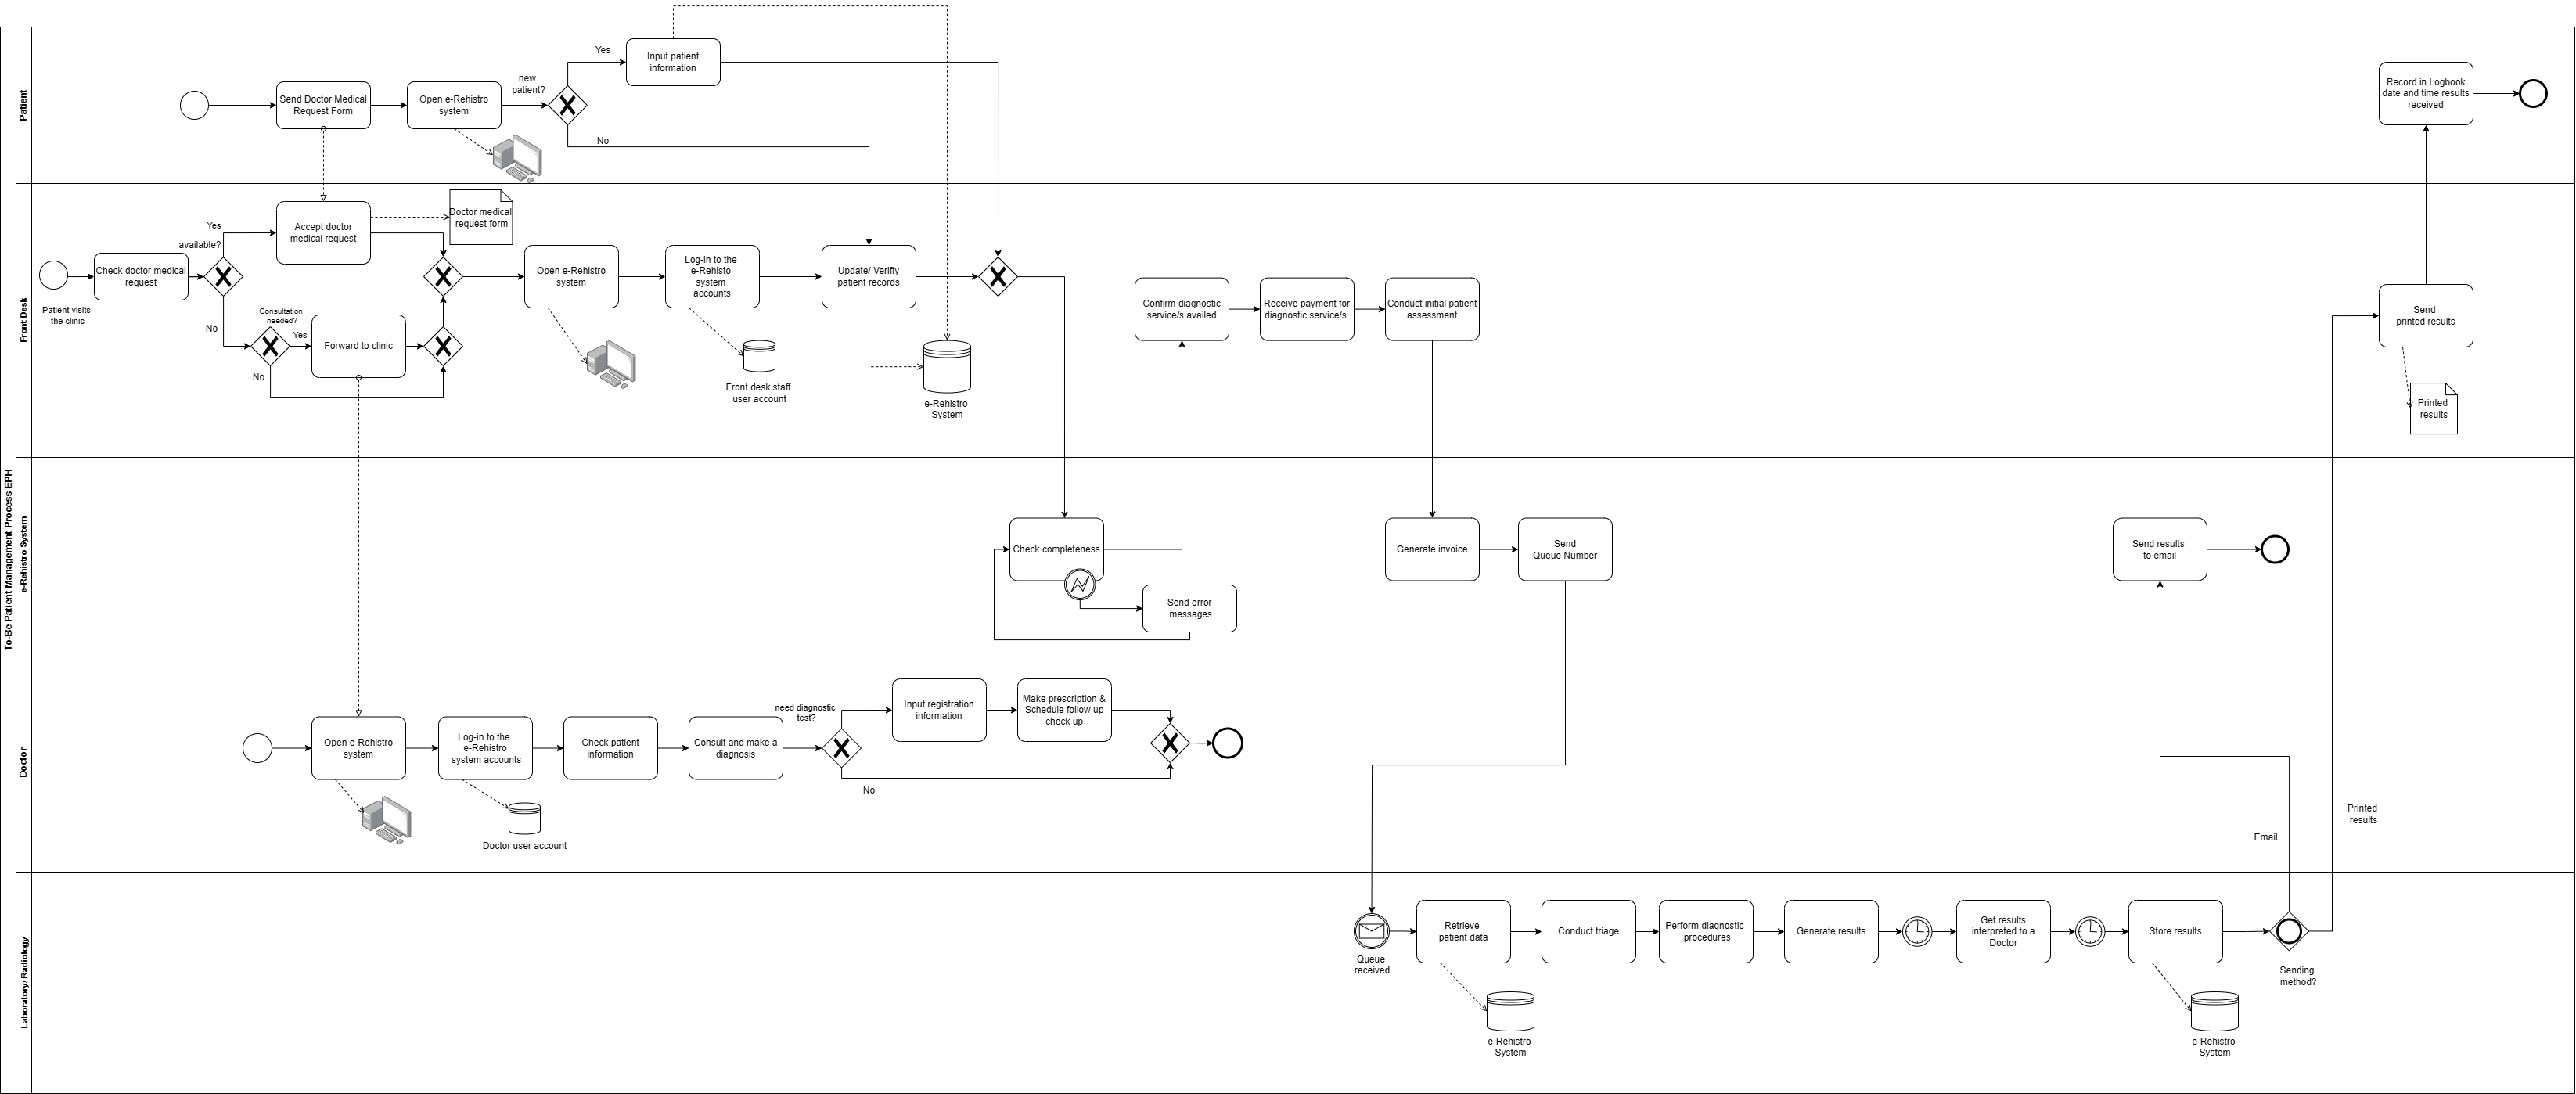 To-Be Patient Management Process EPH
Patient
Send Doctor Medical
Request Form
Open e-Rehistro
system
new
patient?
Yes
No
Input patient
information
Record in Logbook
date and time results
received
Front Desk
Patient visits
the clinic
Check doctor medical
request
available?
Yes
No
Accept doctor
medical request
Doctor medical
request form
Consultation
needed?
Yes
No
Forward to clinic
Open e-Rehistro
system
Log-in to the
e-Rehisto
system
accounts
Front desk staff
user account
Update/ Verifty
patient records
e-Rehistro
System
Confirm diagnostic
service/s availed
Receive payment for
diagnostic service/s
Conduct initial patient
assessment
Send
printed results
Printed
results
e-Rehistro System
Check completeness
Send error
messages
Generate invoice
Send
Queue Number
Send results
to email
Doctor
Open e-Rehistro
system
Log-in to the
e-Rehistro
system accounts
Doctor user account
Check patient
information
Consult and make a
diagnosis
need diagnostic
test?
No
Input registration
information
Make prescription &
Schedule follow up
check up
Email
Printed
results
Laboratory/ Radiology
Queue
received
Retrieve
patient data
e-Rehistro
System
Conduct triage
Perform diagnostic
procedures
Generate results
Get results
interpreted to a
Doctor
Store results
e-Rehistro
System
Sending
method?